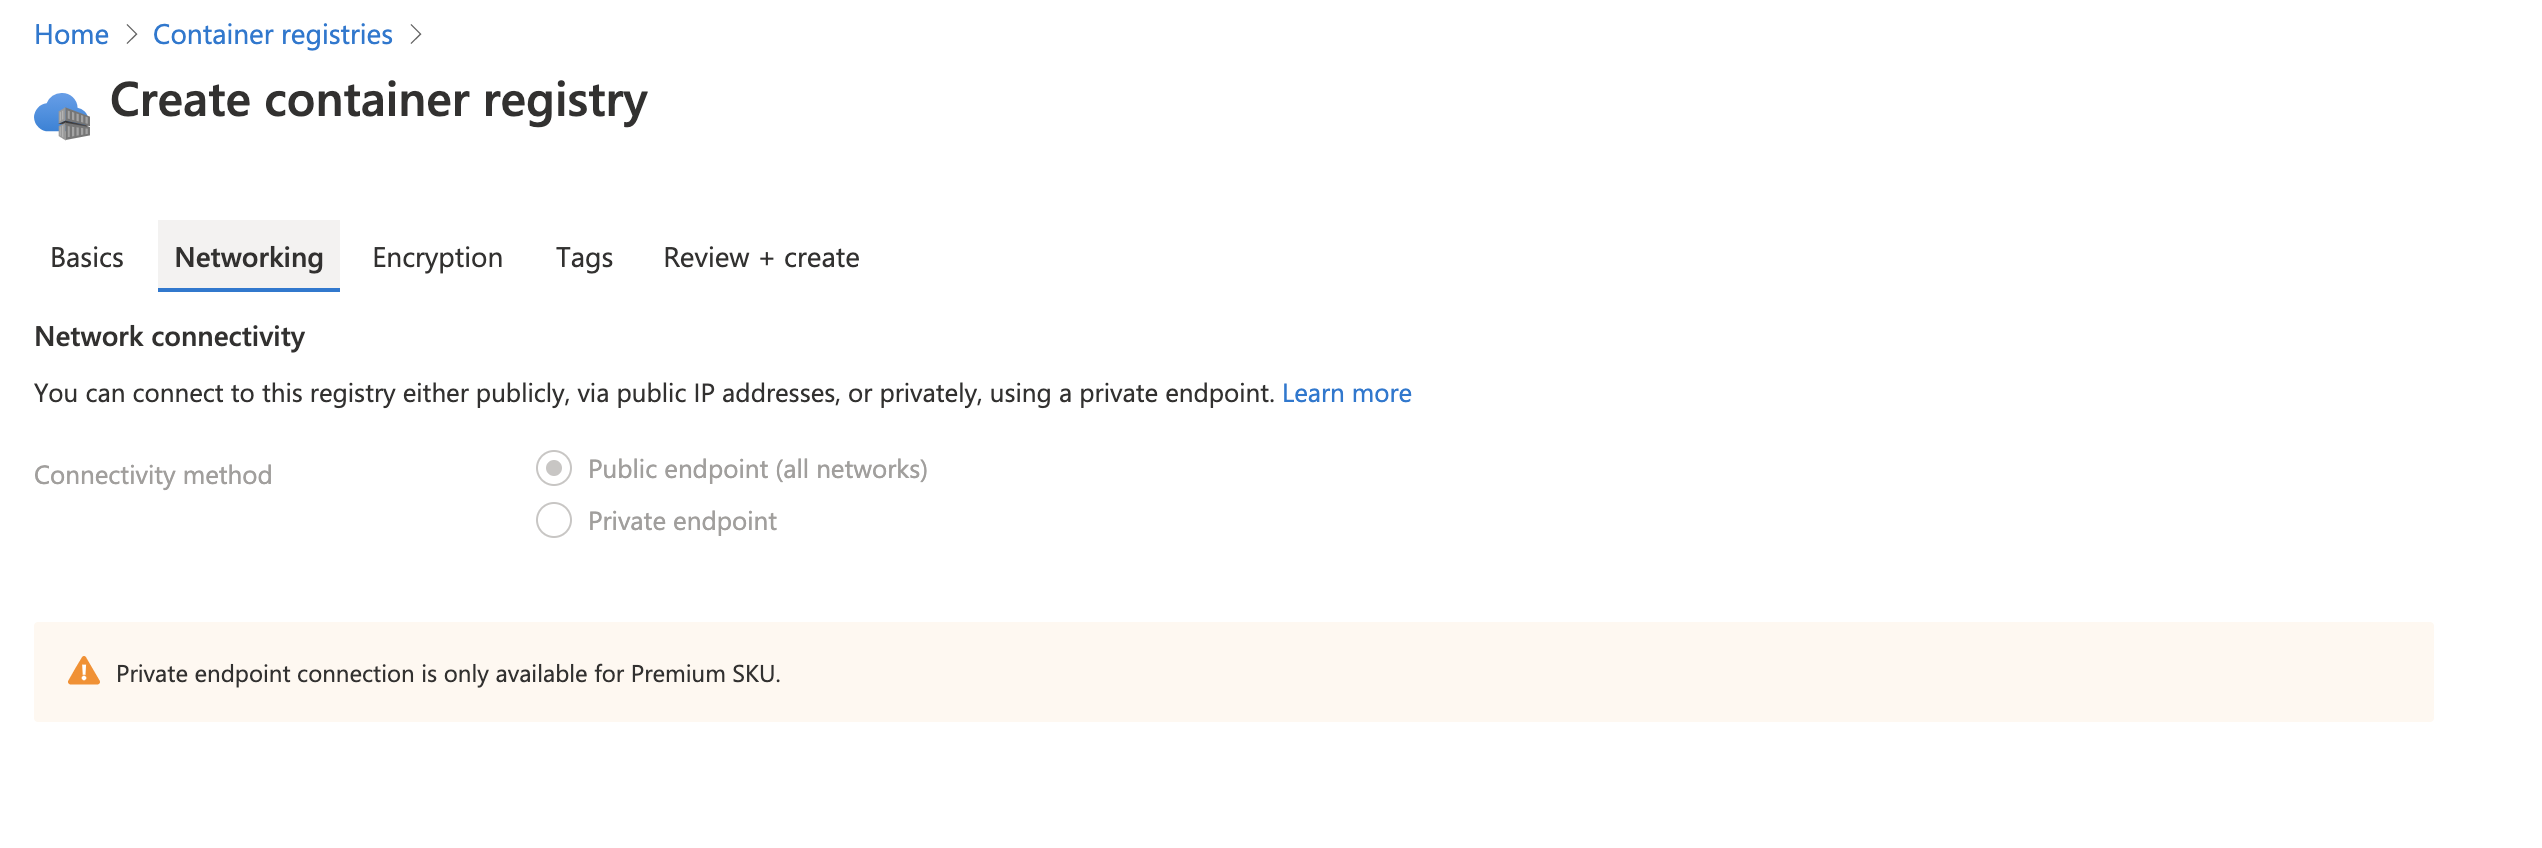 Home > Container registries >
Create container registry
Basics Networking Encryption Tags Review + create
Network connectivity
You can connect to this registry either publicly, via public IP addresses, or privately, using a private endpoint. Learn more
Connectivity method
Public endpoint (all networks)
Private endpoint
Private endpoint connection is only available for Premium SKU.